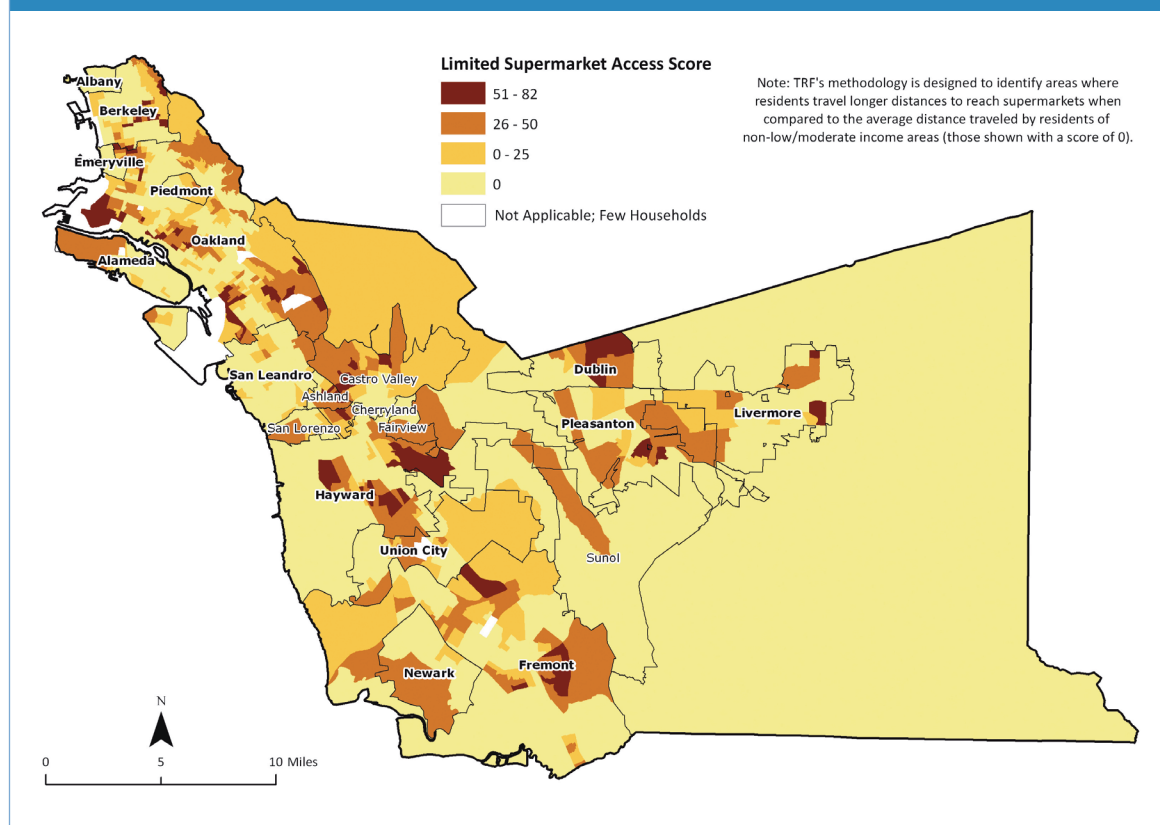 Limited Supermarket Access Score
51 - 82
26 - 50
0 - 25
0
Not Applicable; Few Households
Note: TRF's methodology is designed to identify areas where
residents travel longer distances to reach supermarkets when
compared to the average distance traveled by residents of
non-low/moderate income areas (those shown with a score of 0).
Albany
Berkeley
Emeryville
Piedmont
Oakland
Alameda
San Leandro
Castro Valley
Ashland
Cherryland
San Lorenzo
Fairview
Dublin
Pleasanton
Livermore
Hayward
Union City
Sunol
Fremont
Newark
N
0 5 10 Miles